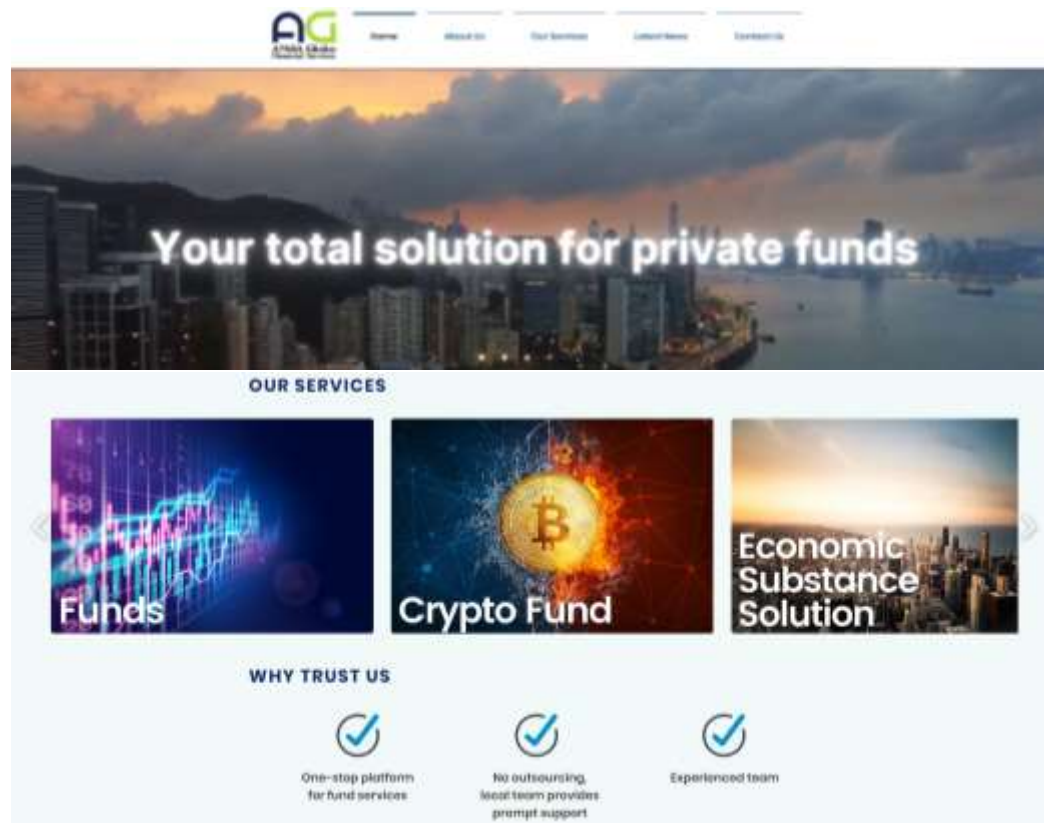 AG
Financial Services
Home
About Us
Our Services
Latest News
Contact Us
Your total solution for private funds
OUR SERVICES
Funds
Crypto Fund
Economic
Substance
Solution
WHY TRUST US
One-stop platform
for fund services
No outsourcing,
local team provides
prompt support
Experienced team